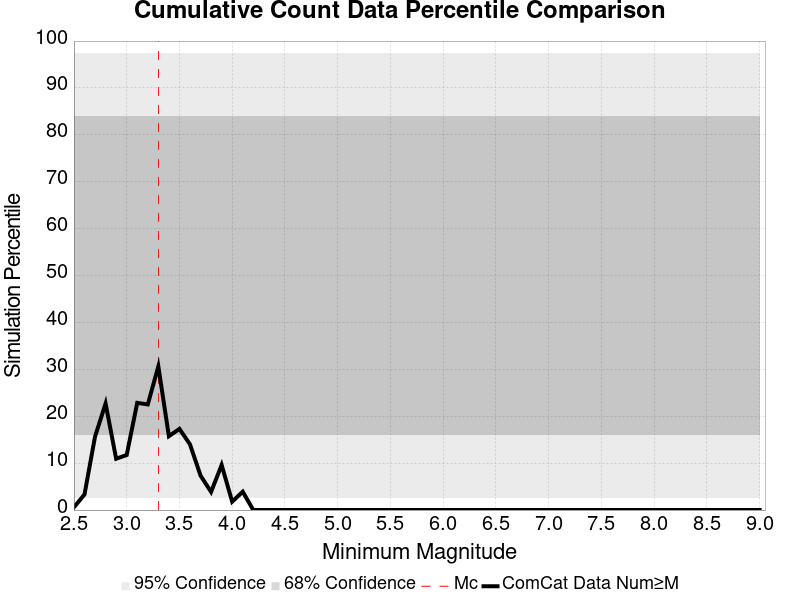 Cumulative Count Data Percentile Comparison
100
90
80
70
60
50
40
30
20
10
0
Simulation Percentile
2.5 3.0 3.5 4.0 4.5 5.0 5.5 6.0 6.5 7.0 7.5 8.0 8.5 9.0
Minimum Magnitude
95% Confidence 68% Confidence Mc ComCat Data Num≥M